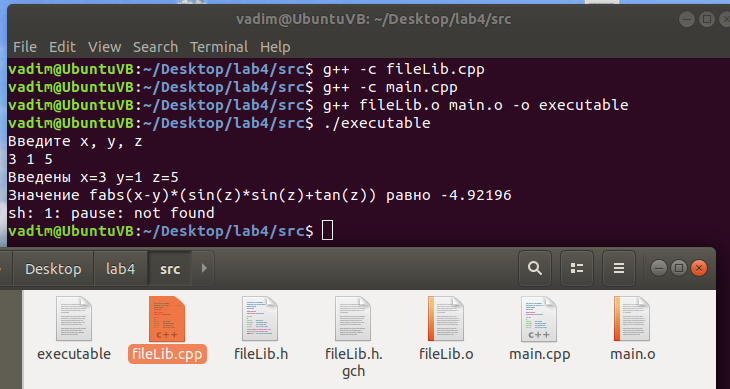 vadim@UbuntuVB: ~/Desktop/lab4/src
File Edit View Search Terminal Help
vadim@UbuntuVB:~/Desktop/lab4/src$ g++ -c fileLib.cpp
vadim@UbuntuVB:~/Desktop/lab4/src$ g++ -c main.cpp
vadim@UbuntuVB:~/Desktop/lab4/src$ g++ fileLib.o main.o -o executable
vadim@UbuntuVB:~/Desktop/lab4/src$ ./executable
Введите x, y, z
3 1 5
Введены x=3 y=1 z=5
Значение fabs(x-y)*(sin(z)*sin(z)+tan(z)) равно -4.92196
sh: 1: pause: not found
vadim@UbuntuVB:~/Desktop/lab4/src$
Desktop lab4 src
c++ c++
executable fileLib.cpp fileLib.h fileLib.h. fileLib.o main.cpp main.o
gch